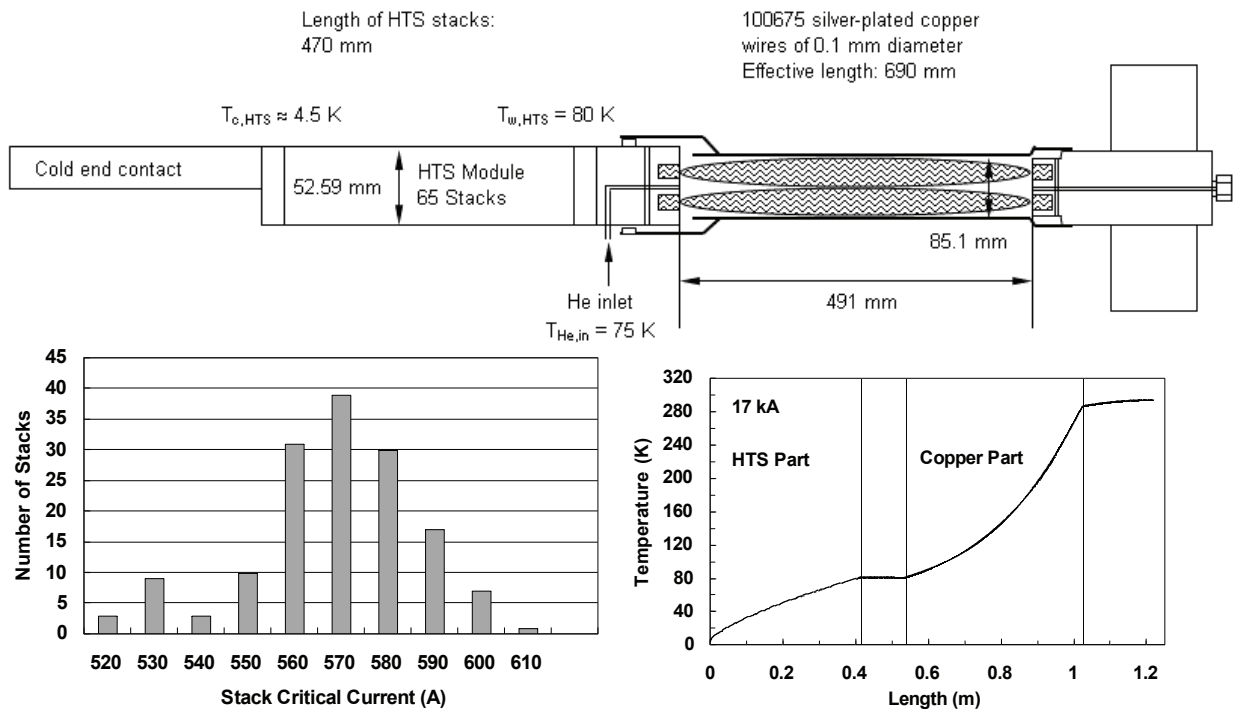 Length of HTS stacks:
470 mm
100675 silver-plated copper
wires of 0.1 mm diameter
Effective length: 690 mm
Tc,HTS ≈ 4.5 K
Tw,HTS = 80 K
Cold end contact
52.59 mm
HTS Module
65 Stacks
85.1 mm
491 mm
He inlet
THe,in = 75 K
45
40
35
30
25
20
15
10
5
0
Number of Stacks
520 530 540 550 560 570 580 590 600 610
Stack Critical Current (A)
320
280
240
200
160
120
80
40
0
Temperature (K)
17 kA
HTS Part
Copper Part
0 0.2 0.4 0.6 0.8 1 1.2
Length (m)